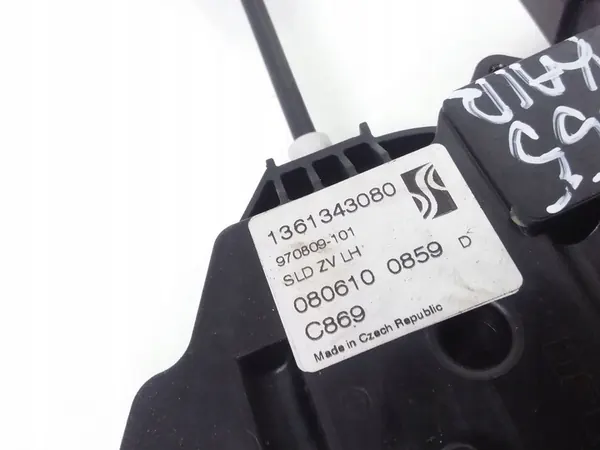 1361343080
970809-101
SLD ZV LH
080610 0859 D
C869
Made in Czech Republic